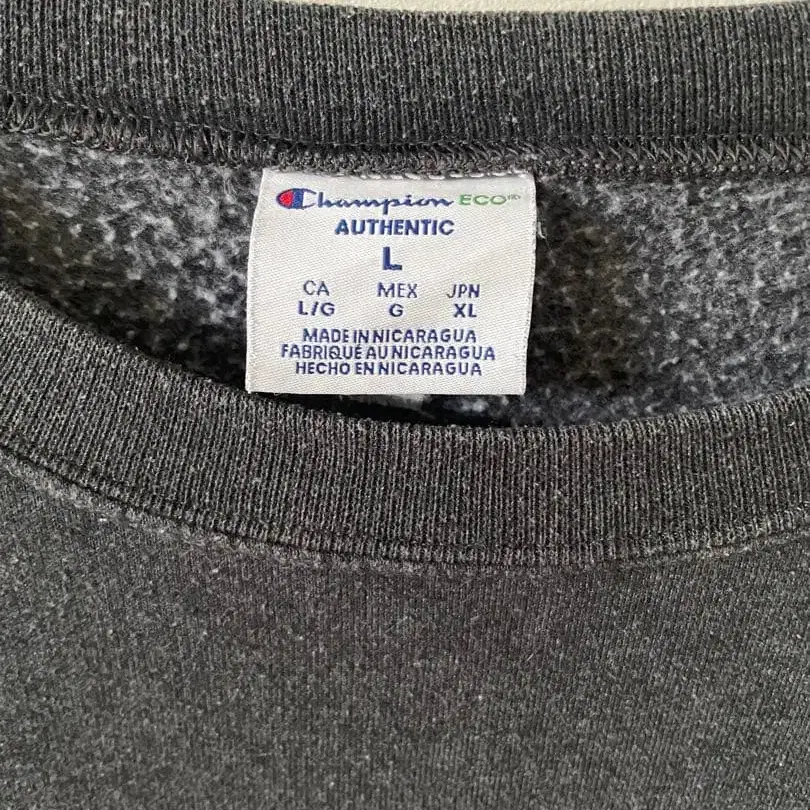 Champion ECO®
AUTHENTIC
L
CA MEX JPN
L/G G XL
MADE IN NICARAGUA
FABRIQUÉ AU NICARAGUA
HECHO EN NICARAGUA